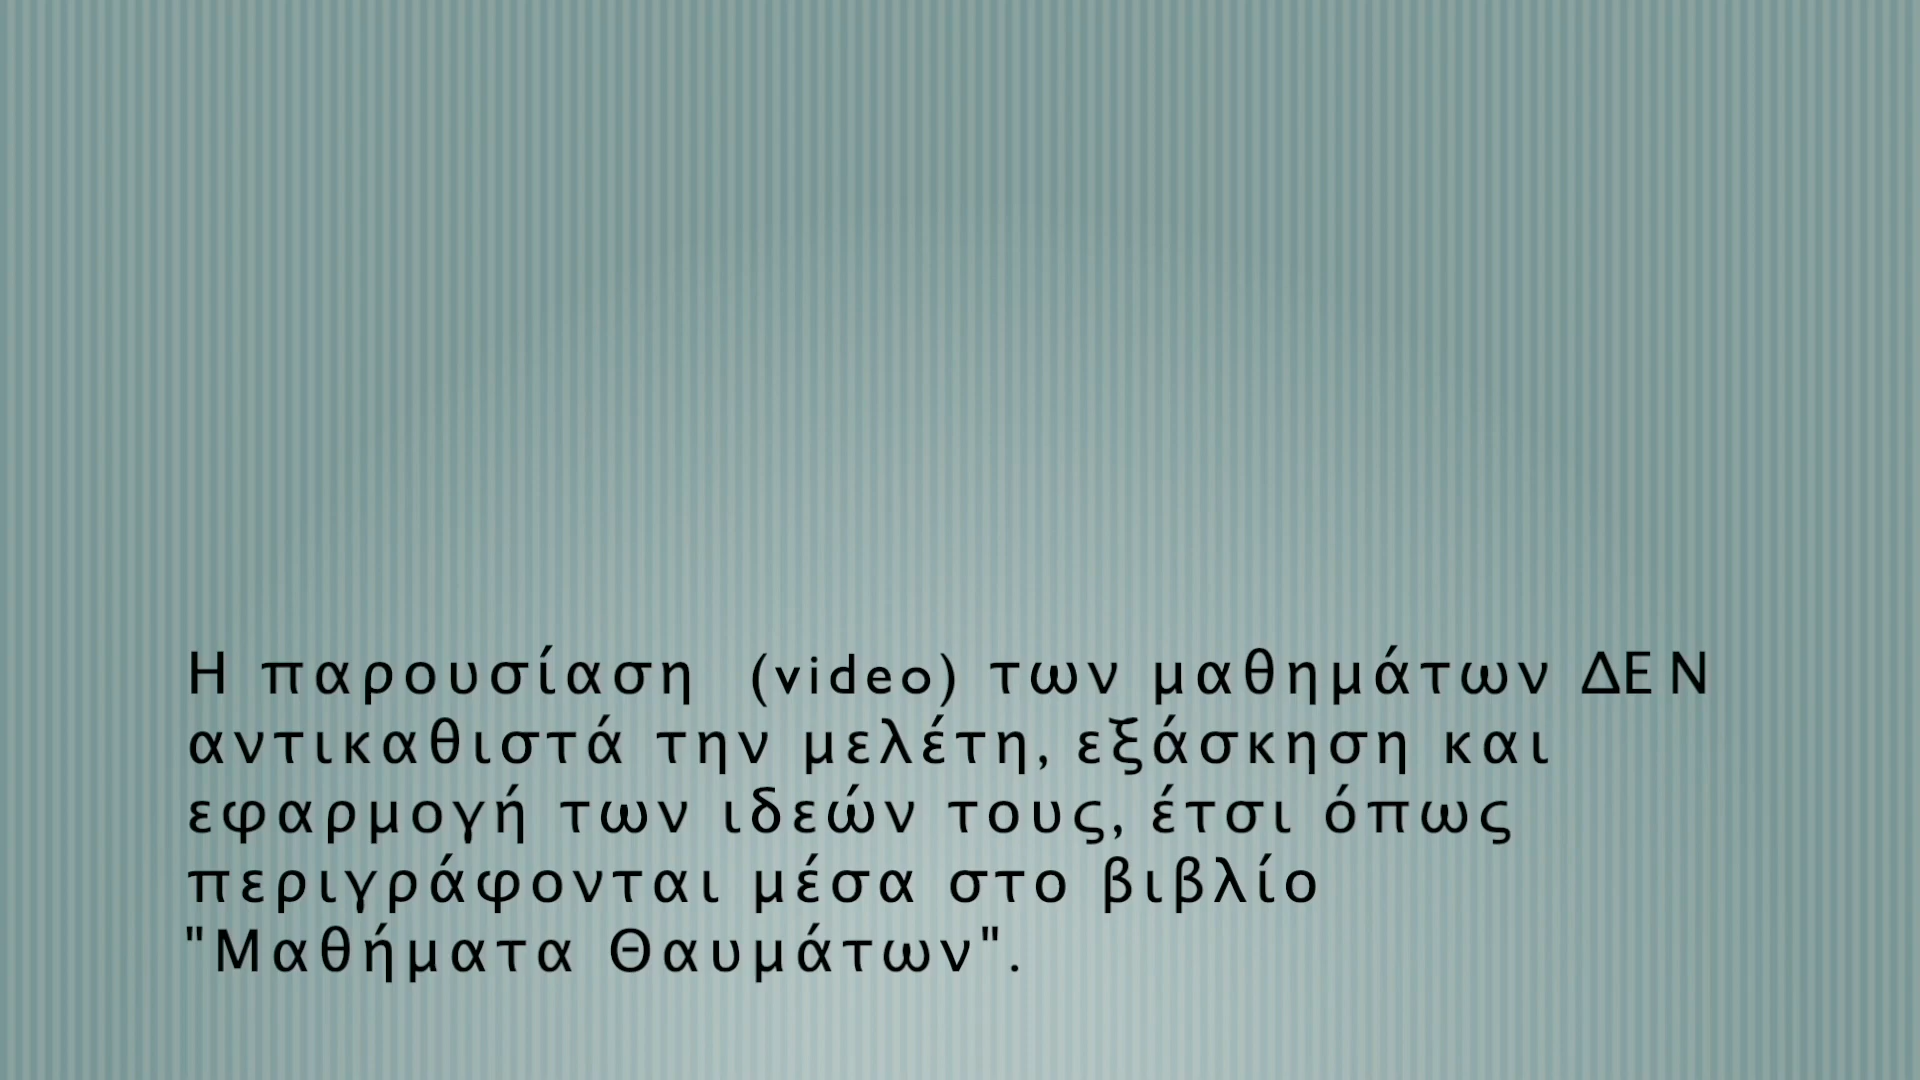 Η παρουσίαση (video) των μαθημάτων ΔΕΝ
αντικαθιστά την μελέτη, εξάσκηση και
εφαρμογή των ιδεών τους, έτσι όπως
περιγράφονται μέσα στο βιβλίο
"Μαθήματα Θαυμάτων".